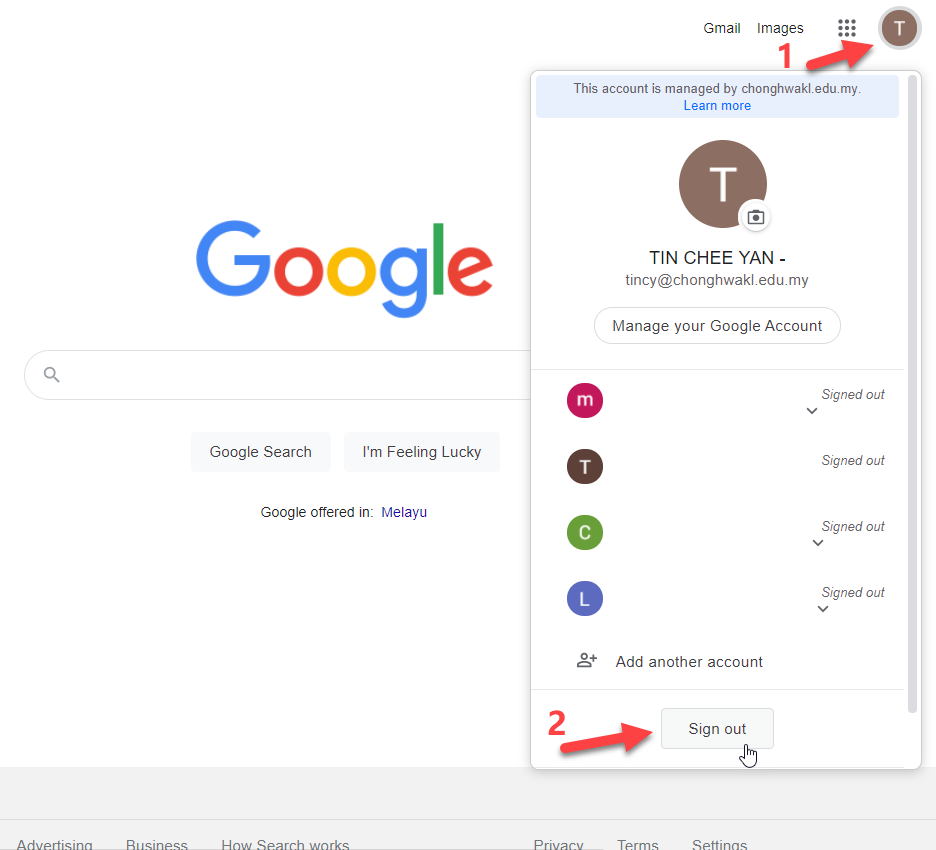 Gmail Images T
1
This account is managed by chonghwakl.edu.my.
Learn more
T
TIN CHEE YAN -
tincy@chonghwakl.edu.my
Manage your Google Account
Google
Google Search I'm Feeling Lucky
Google offered in: Melayu
m Signed out
T Signed out
C Signed out
L Signed out
Add another account
2
Sign out
Advertising Business How Search works Privacy Terms Settings